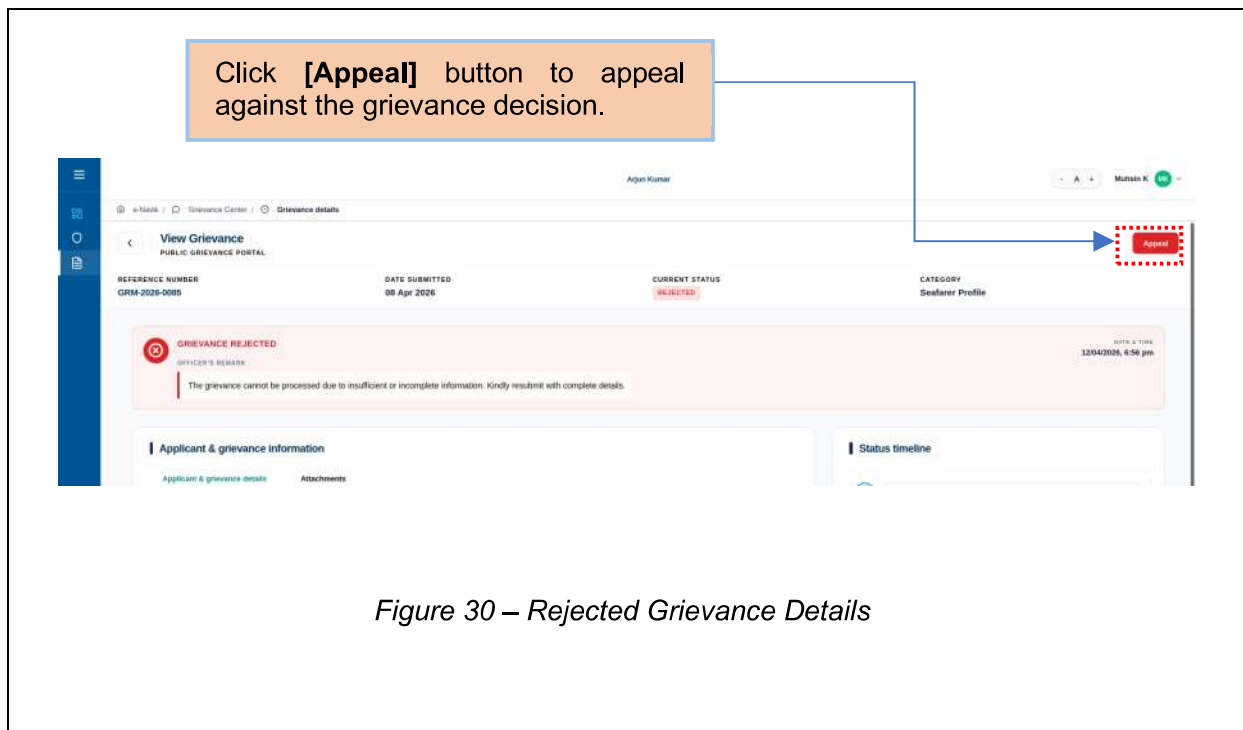 Click [Appeal] button to appeal
against the grievance decision.
Arjun Kumar
- A + Muhsin K MK
e-Navik / Grievance Center / Grievance details
View Grievance
PUBLIC GRIEVANCE PORTAL
Appeal
REFERENCE NUMBER DATE SUBMITTED CURRENT STATUS CATEGORY
GRM-2026-0085 08 Apr 2026 REJECTED Seafarer Profile
GRIEVANCE REJECTED DATE & TIME
OFFICER'S REMARK 12/04/2026, 6:56 pm
The grievance cannot be processed due to insufficient or incomplete information. Kindly resubmit with complete details.
Applicant & grievance information Status timeline
Applicant & grievance details Attachments
Figure 30 – Rejected Grievance Details